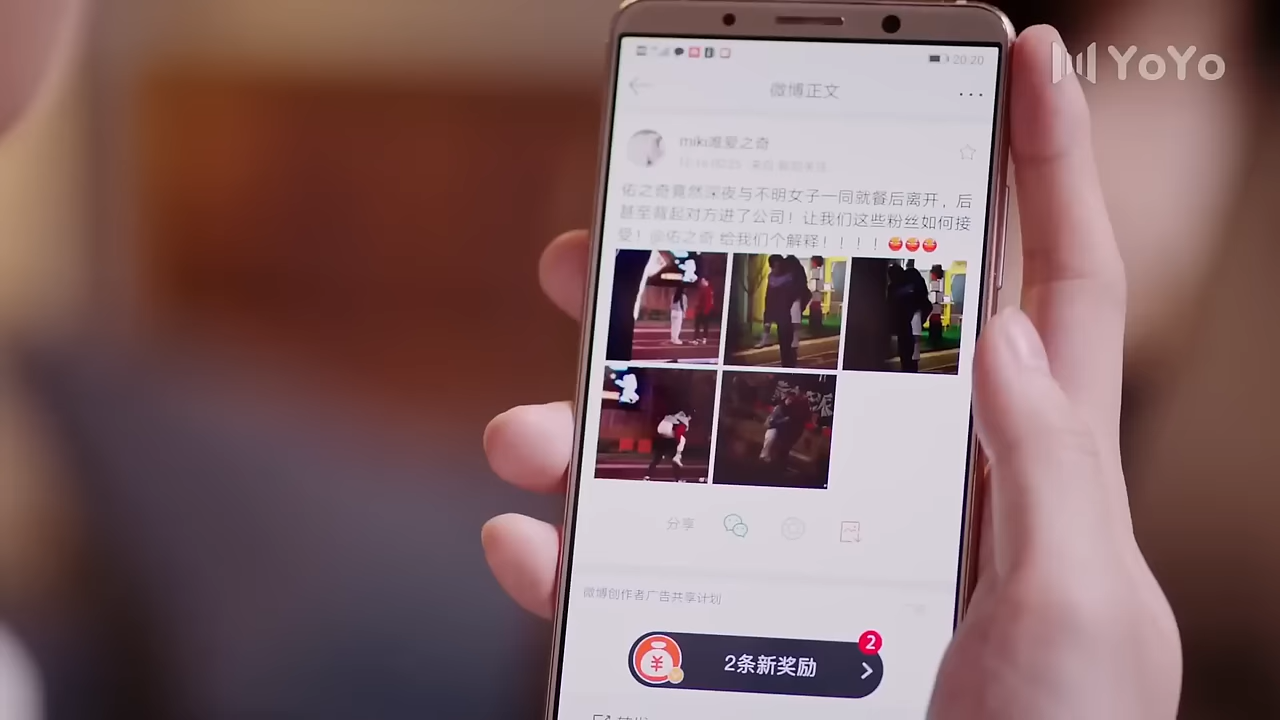 YoYo
20:20
微博正文
miki唯爱之奇
佑之奇竟然深夜与不明女子一同就餐后离开，后
甚至背起对方进了公司！让我们这些粉丝如何接
受！@佑之奇 给我们个解释！！！！
派
分享
微博创作者广告共享计划
2
2条新奖励